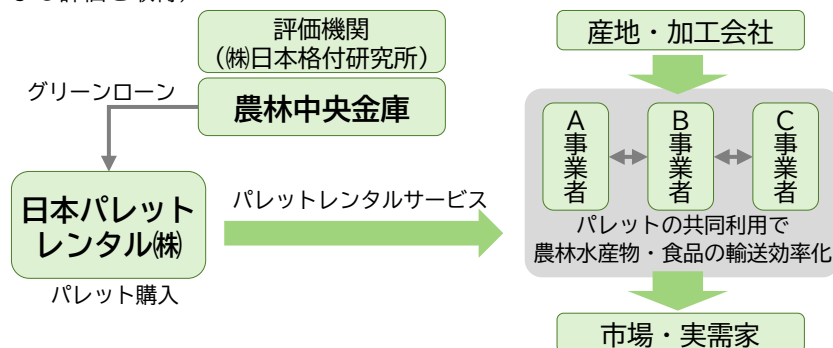 評価機関
(㈱日本格付研究所)
農林中央金庫
グリーンローン
日本パレット
レンタル㈱
パレット購入
パレットレンタルサービス
産地・加工会社
A事業者
B事業者
C事業者
パレットの共同利用で
農林水産物・食品の輸送効率化
市場・実需家